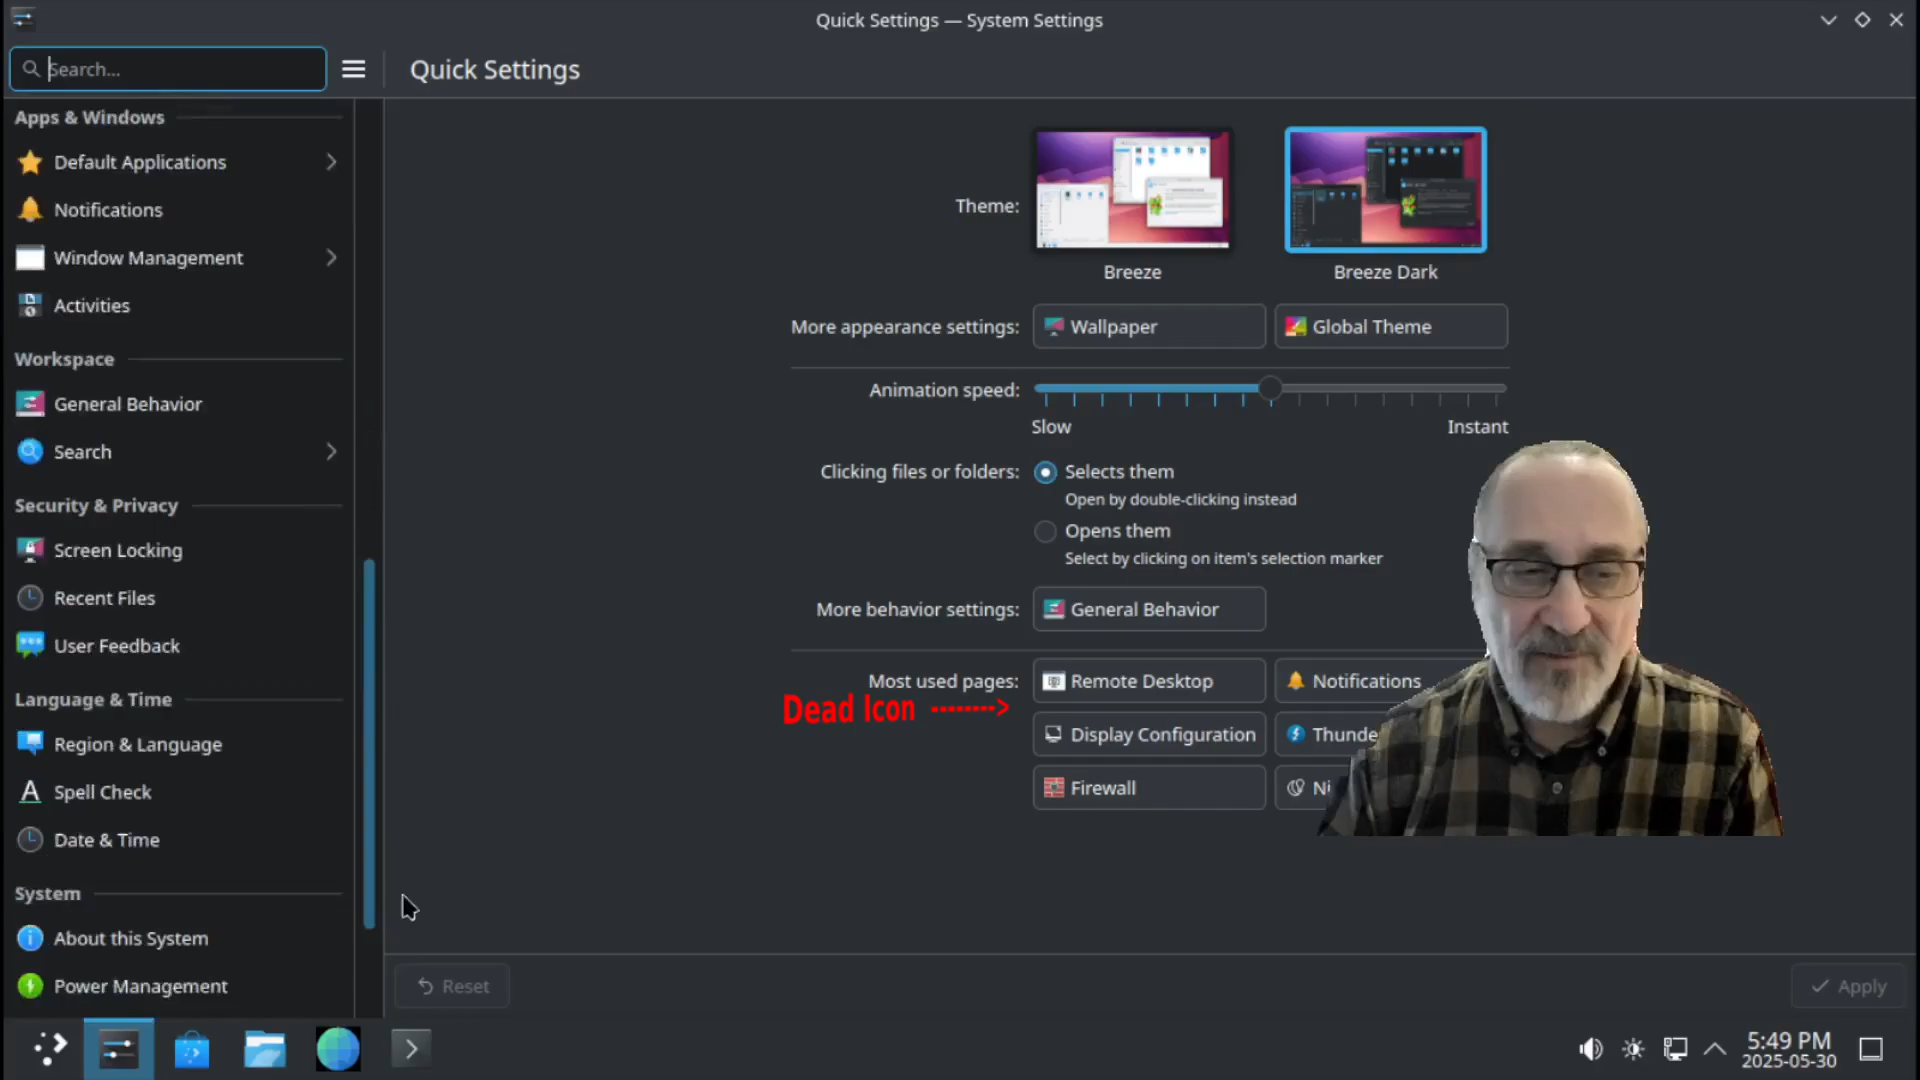 Quick Settings — System Settings
Search...
Quick Settings
Apps & Windows
Default Applications
Notifications
Window Management
Activities
Workspace
General Behavior
Search
Security & Privacy
Screen Locking
Recent Files
User Feedback
Language & Time
Region & Language
Spell Check
Date & Time
System
About this System
Power Management
Theme:
Breeze
Breeze Dark
More appearance settings:
Wallpaper
Global Theme
Animation speed:
Slow
Instant
Clicking files or folders:
Selects them
Open by double-clicking instead
Opens them
Select by clicking on item's selection marker
More behavior settings:
General Behavior
Most used pages:
Remote Desktop
Notifications
Dead Icon -------->
Display Configuration
Thunde
Firewall
Ni
Reset
Apply
5:49 PM
2025-05-30